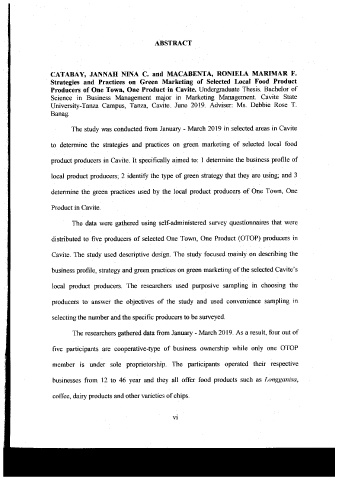 ABSTRACT
CATABAY, JANNAH NINA C. and MACABENTA, RONIELA MARIMAR F.
Strategies and Practices on Green Marketing of Selected Local Food Product
Producers of One Town, One Product in Cavite. Undergraduate Thesis. Bachelor of
Science in Business Management major in Marketing Management. Cavite State
University-Tanza Campus, Tanza, Cavite. June 2019. Adviser: Ms. Debbie Rose T.
Banag.
The study was conducted from January - March 2019 in selected areas in Cavite
to determine the strategies and practices on green marketing of selected local food
product producers in Cavite. It specifically aimed to: 1 determine the business profile of
local product producers; 2 identify the type of green strategy that they are using; and 3
determine the green practices used by the local product producers of One Town, One
Product in Cavite.
The data were gathered using self-administered survey questionnaires that were
distributed to five producers of selected One Town, One Product (OTOP) producers in
Cavite. The study used descriptive design. The study focused mainly on describing the
business profile, strategy and green practices on green marketing of the selected Cavite's
local product producers. The researchers used purposive sampling in choosing the
producers to answer the objectives of the study and used convenience sampling in
selecting the number and the specific producers to be surveyed.
The researchers gathered data from January - March 2019. As a result, four out of
five participants are cooperative-type of business ownership while only one OTOP
member is under sole proprietorship. The participants operated their respective
businesses from 12 to 46 year and they all offer food products such as Longganisa,
coffee, dairy products and other varieties of chips.
vi